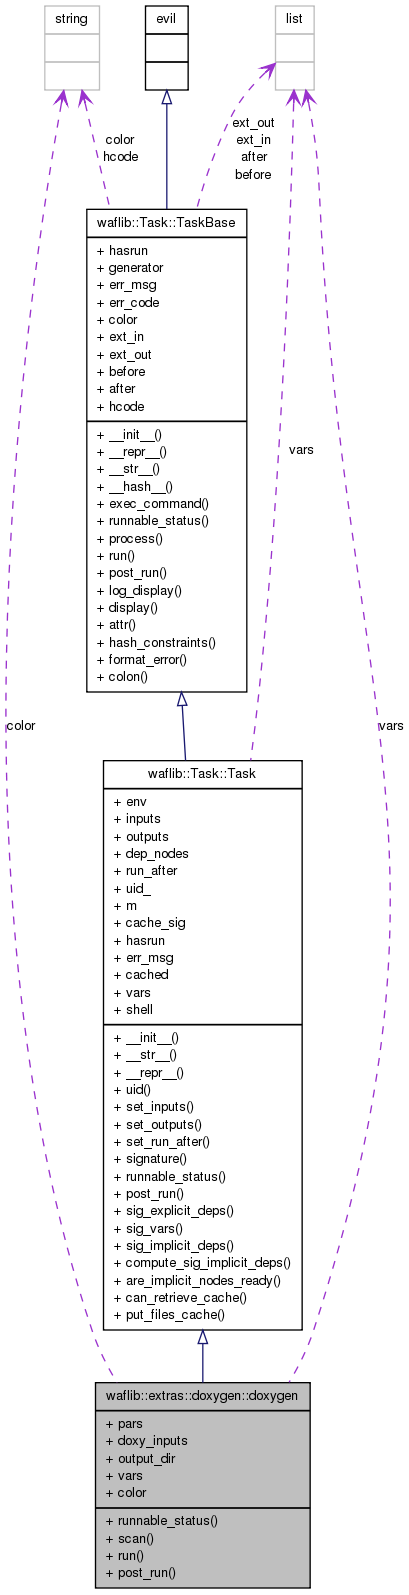 string
evil
list
color
hcode
ext_out
ext_in
after
before
waflib::Task::TaskBase
+ hasrun
+ generator
+ err_msg
+ err_code
+ color
+ ext_in
+ ext_out
+ before
+ after
+ hcode
+ __init__()
+ __repr__()
+ __str__()
+ __hash__()
+ exec_command()
+ runnable_status()
+ process()
+ run()
+ post_run()
+ log_display()
+ display()
+ attr()
+ hash_constraints()
+ format_error()
+ colon()
vars
color
vars
waflib::Task::Task
+ env
+ inputs
+ outputs
+ dep_nodes
+ run_after
+ uid_
+ m
+ cache_sig
+ hasrun
+ err_msg
+ cached
+ vars
+ shell
+ __init__()
+ __str__()
+ __repr__()
+ uid()
+ set_inputs()
+ set_outputs()
+ set_run_after()
+ signature()
+ runnable_status()
+ post_run()
+ sig_explicit_deps()
+ sig_vars()
+ sig_implicit_deps()
+ compute_sig_implicit_deps()
+ are_implicit_nodes_ready()
+ can_retrieve_cache()
+ put_files_cache()
waflib::extras::doxygen::doxygen
+ pars
+ doxy_inputs
+ output_dir
+ vars
+ color
+ runnable_status()
+ scan()
+ run()
+ post_run()